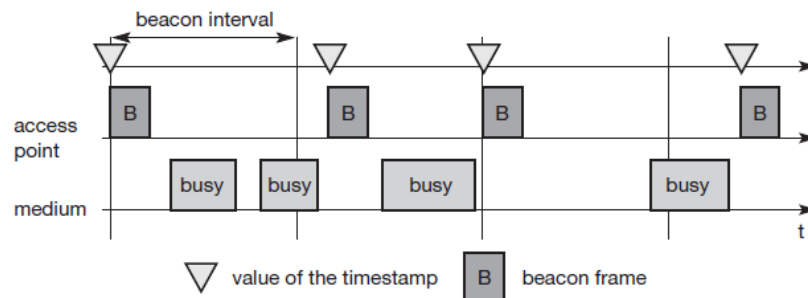 beacon interval
B B B B
access
point
busy busy busy busy
medium
t
value of the timestamp B beacon frame